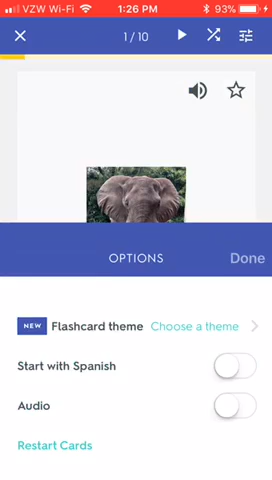 VZW Wi-Fi 1:26 PM 93%
1 / 10
OPTIONS Done
NEW Flashcard theme Choose a theme
Start with Spanish
Audio
Restart Cards